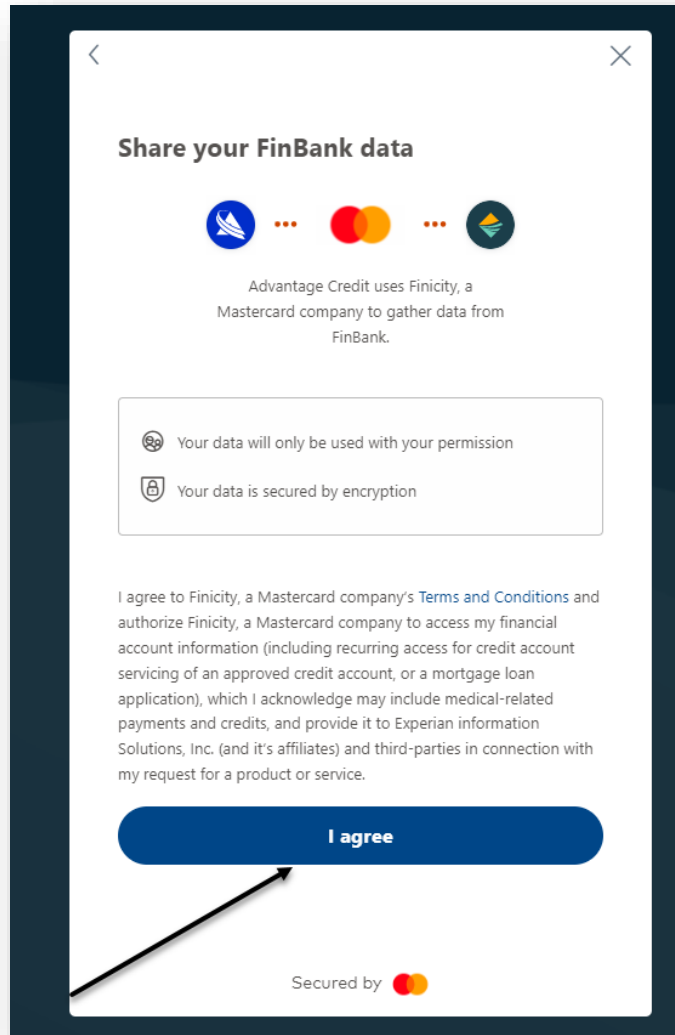 Share your FinBank data
Advantage Credit uses Finicity, a
Mastercard company to gather data from
FinBank.
Your data will only be used with your permission
Your data is secured by encryption
I agree to Finicity, a Mastercard company's Terms and Conditions and
authorize Finicity, a Mastercard company to access my financial
account information (including recurring access for credit account
servicing of an approved credit account, or a mortgage loan
application), which I acknowledge may include medical-related
payments and credits, and provide it to Experian information
Solutions, Inc. (and it's affiliates) and third-parties in connection with
my request for a product or service.
I agree
Secured by